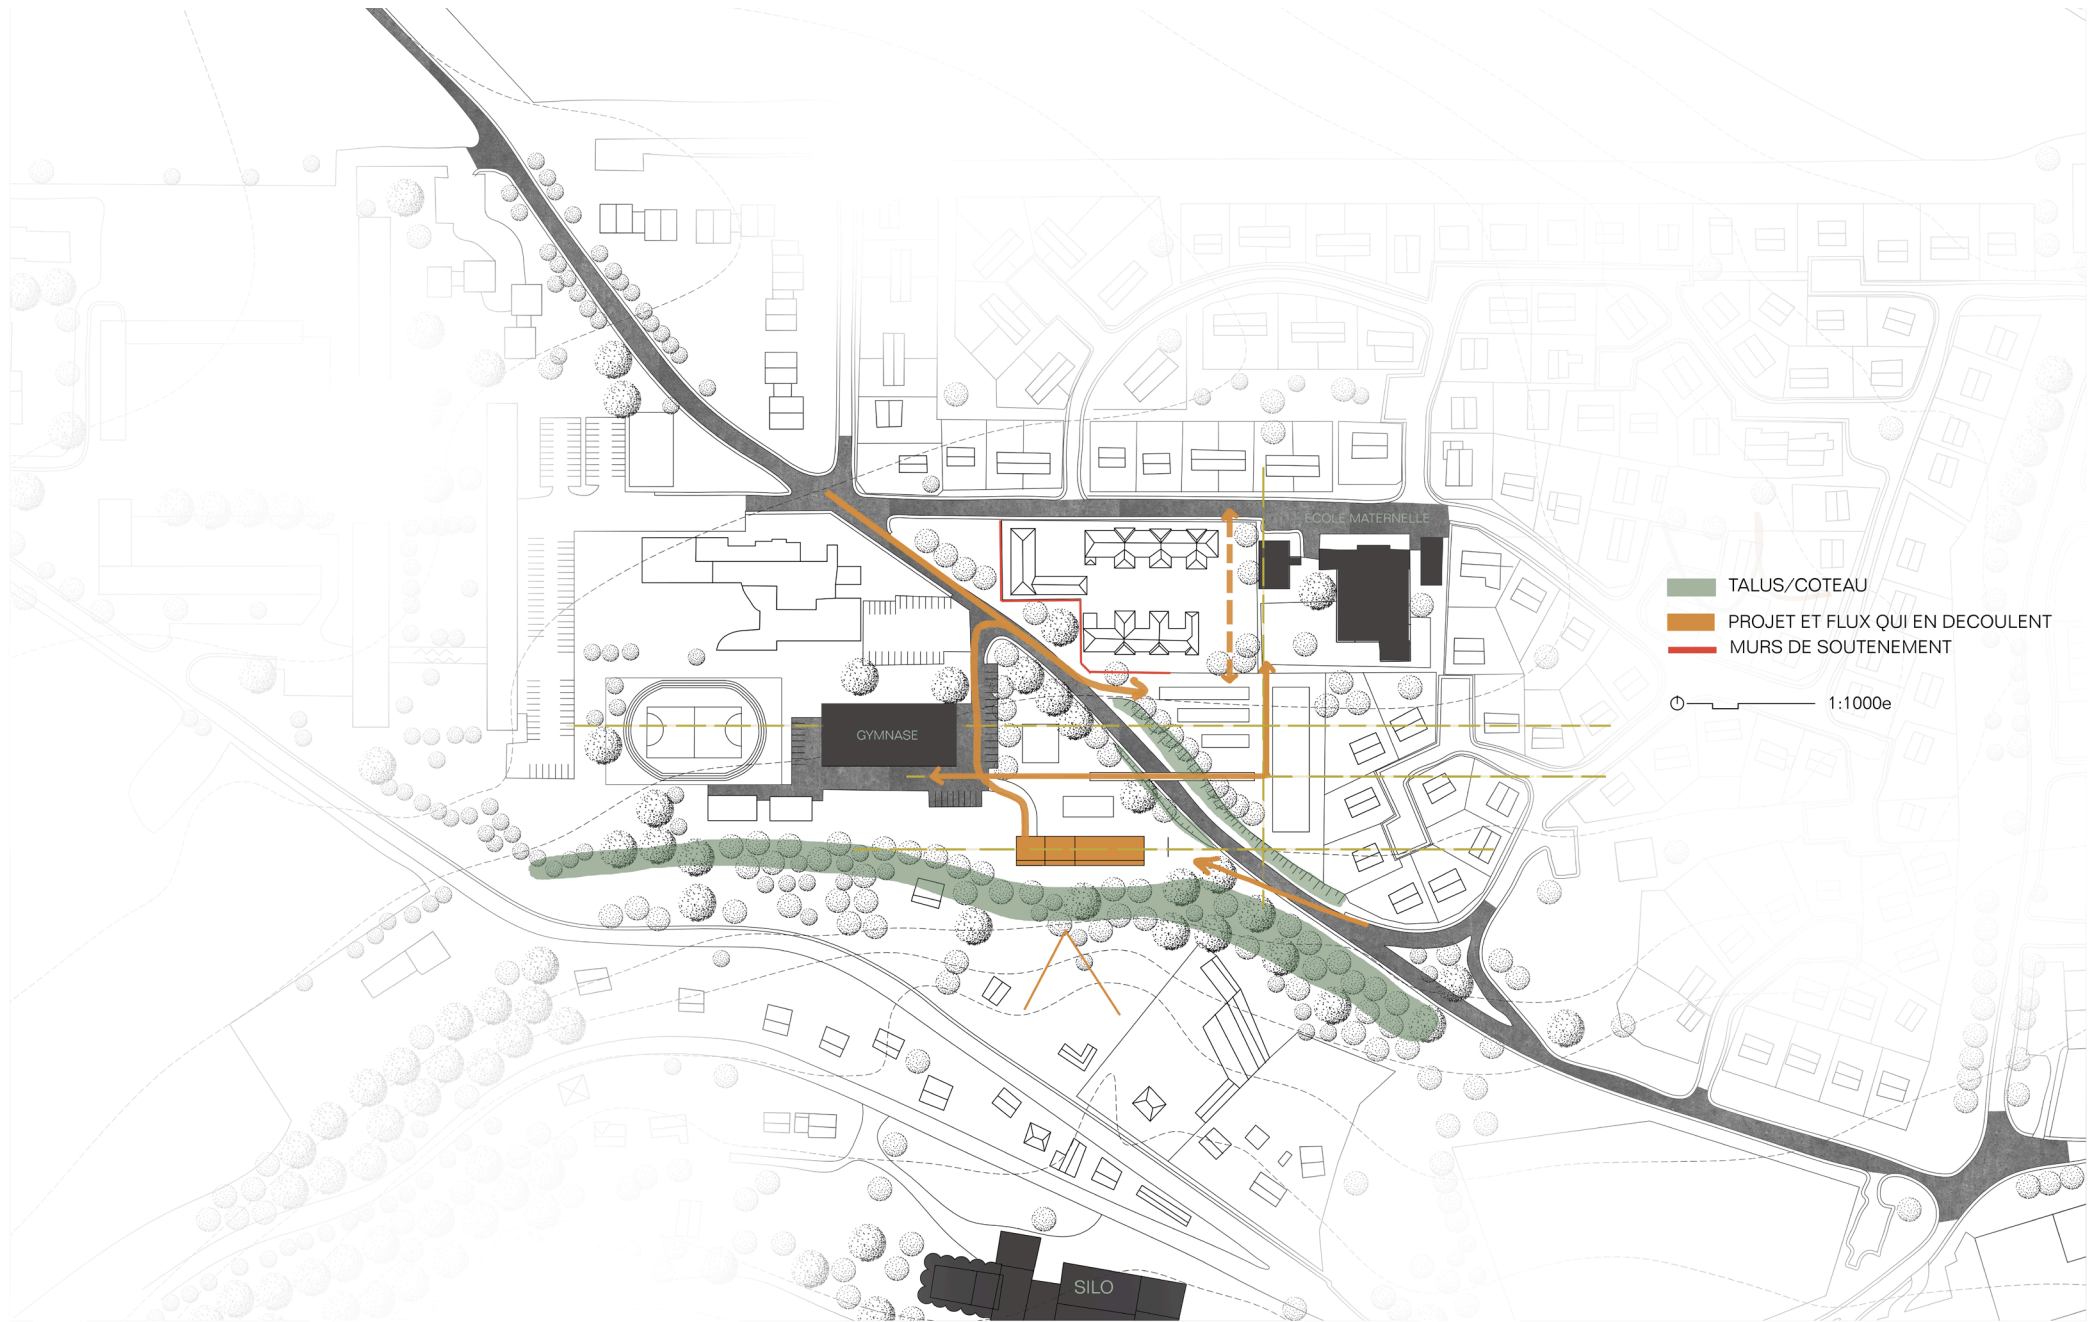 ECOLE MATERNELLE
TALUS/COTEAU
PROJET ET FLUX QUI EN DECOULENT
MURS DE SOUTENEMENT
1:1000e
GYMNASE
SILO